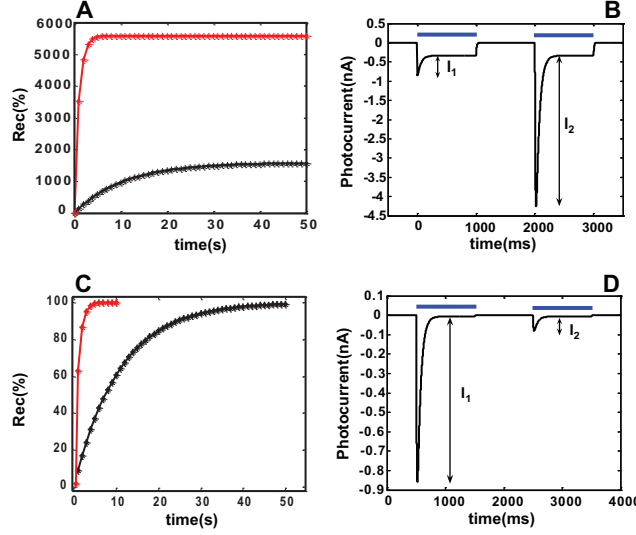 A
Rec(%)
6000
5000
4000
3000
2000
1000
0
0 10 20 30 40 50
time(s)
B
Photocurrent(nA)
0.5
0
-0.5
-1
-1.5
-2
-2.5
-3
-3.5
-4
-4.5
I1
I2
0 1000 2000 3000
time(ms)
C
Rec(%)
100
80
60
40
20
0
0 10 20 30 40 50
time(s)
D
Photocurrent(nA)
0.1
0
-0.1
-0.2
-0.3
-0.4
-0.5
-0.6
-0.7
-0.8
-0.9
I1
I2
0 1000 2000 3000 4000
time(ms)